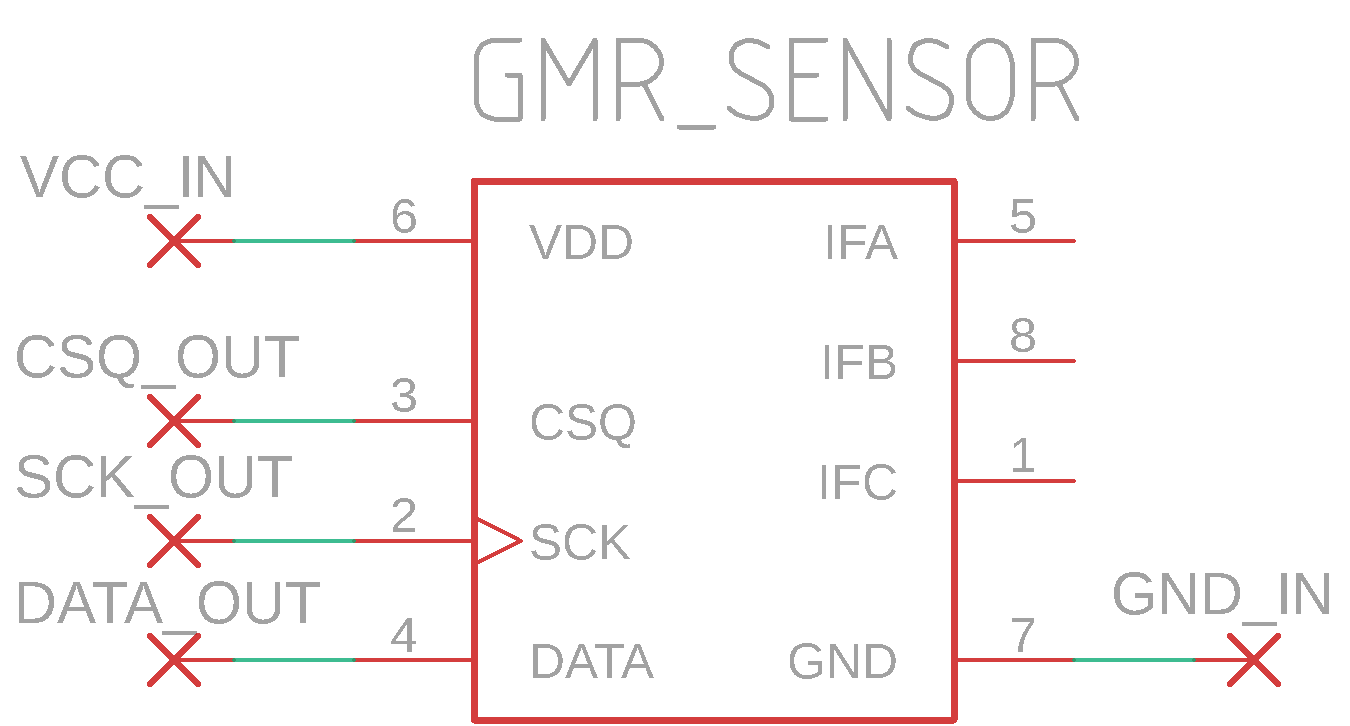 GMR_SENSOR
VCC_IN
6
VDD
IFA
5
8
IFB
CSQ_OUT
3
CSQ
1
IFC
SCK_OUT
2
SCK
DATA_OUT
4
DATA
GND
7
GND_IN